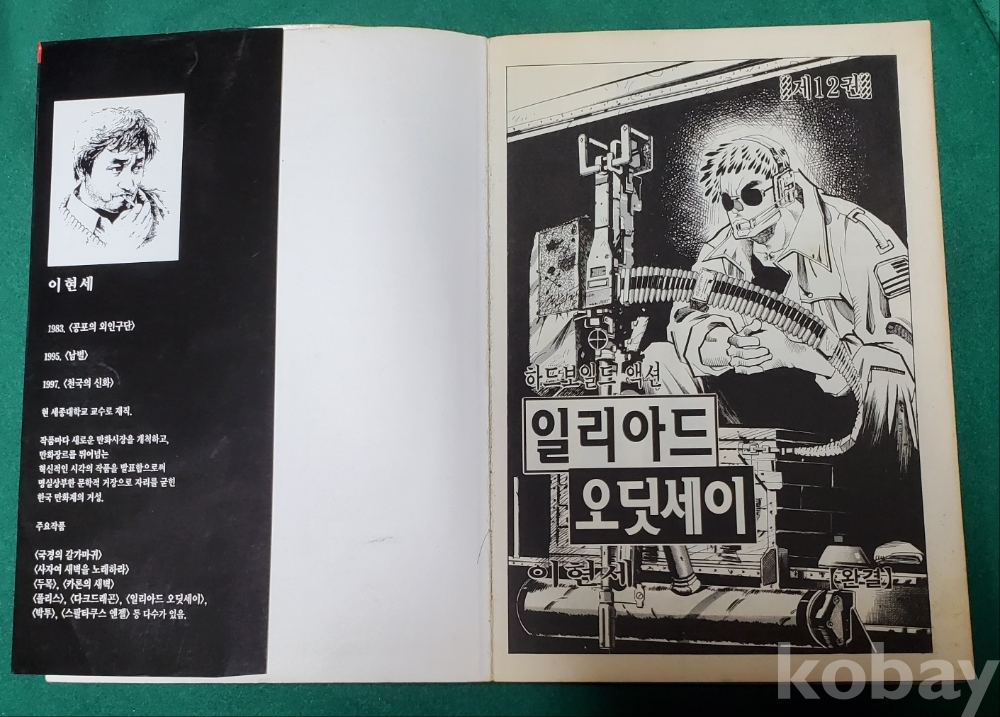 이현세
1983. 〈공포의 외인구단〉
1995. 〈남벌〉
1997. 〈천국의 신화〉
현 세종대학교 교수로 재직.
작품마다 새로운 만화시장을 개척하고,
만화장르를 뛰어넘는
혁신적인 시각의 작품을 발표함으로써
명실상부한 문학적 거장으로 자리를 굳힌
한국 만화계의 거성.
주요작품
〈국경의 갈가마귀〉
〈사자여 새벽을 노래하라〉
〈두목〉, 〈카론의 새벽〉
〈폴리스〉, 〈다크드래곤〉, 〈일리아드 오딧세이〉,
〈박투〉, 〈스팔타쿠스 엔젤〉 등 다수가 있음.
제12권
하드보일드 액션
일리아드
오딧세이
이현세
(완결)
kobay